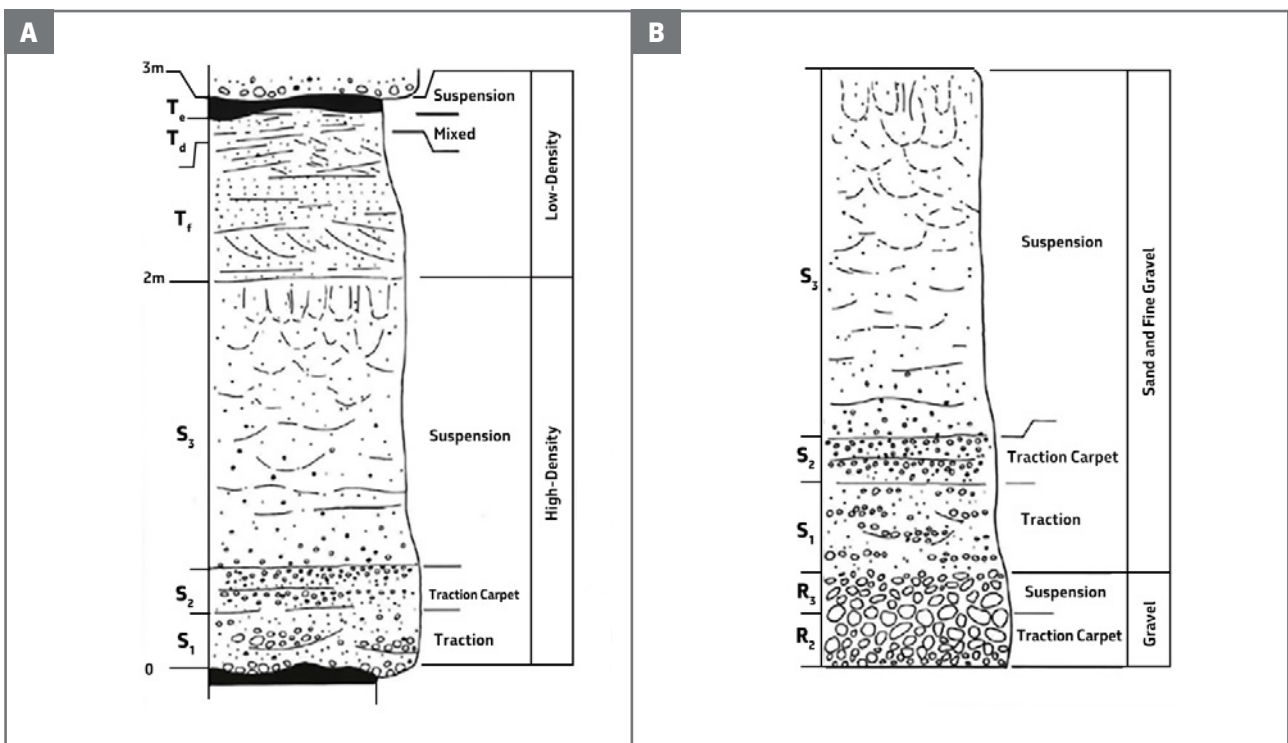 A
3m
Te
Td
Tf
2m
S3
S2
S1
0
Suspension
Mixed
Suspension
Traction Carpet
Traction
Low-Density
High-Density
B
S3
S2
S1
R3
R2
Suspension
Traction Carpet
Traction
Suspension
Traction Carpet
Sand and Fine Gravel
Gravel